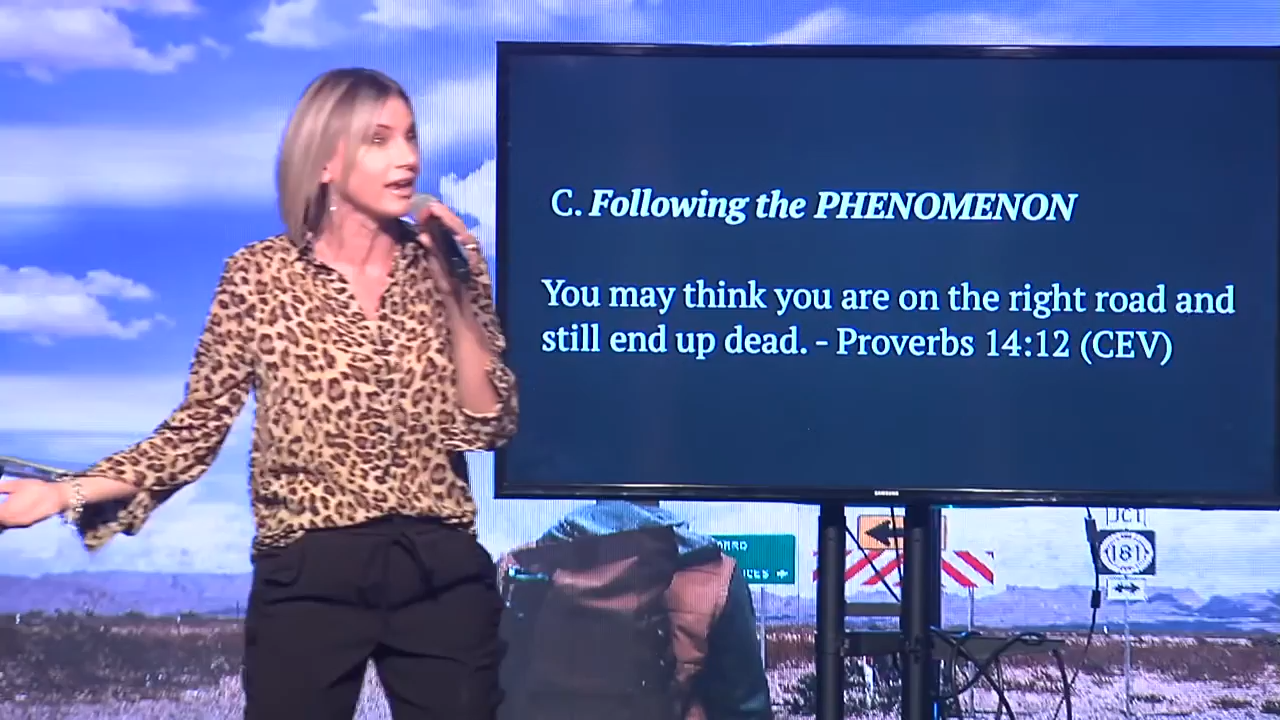 C. Following the PHENOMENON
You may think you are on the right road and
still end up dead. - Proverbs 14:12 (CEV)
SAMSUNG
JCT
181